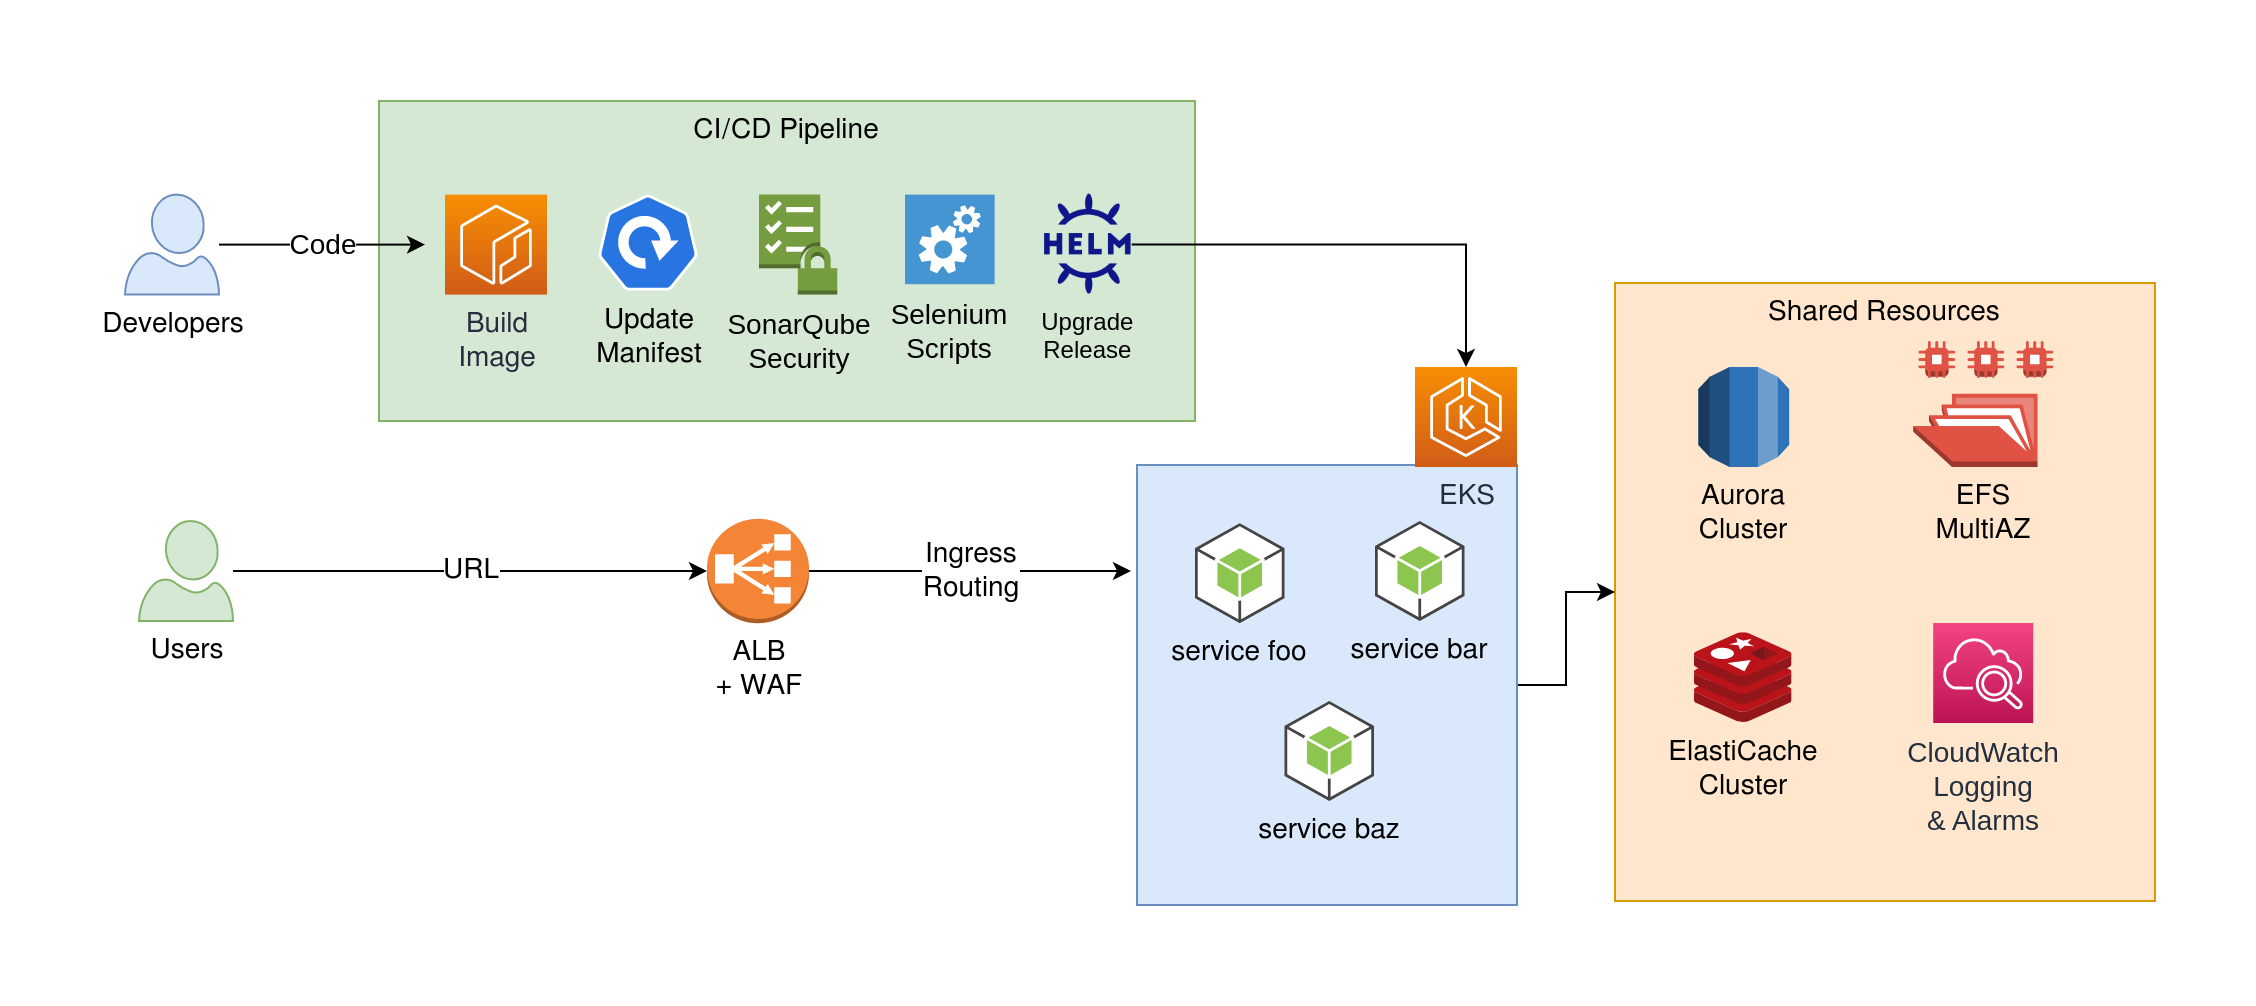 CI/CD Pipeline
Code
HELM
Developers
Build
Image
Update
Manifest
SonarQube
Security
Selenium
Scripts
Upgrade
Release
Shared Resources
K
EKS
Aurora
Cluster
EFS
MultiAZ
URL
Ingress
Routing
Users
ALB
+ WAF
service foo
service bar
ElastiCache
Cluster
CloudWatch
Logging
& Alarms
service baz